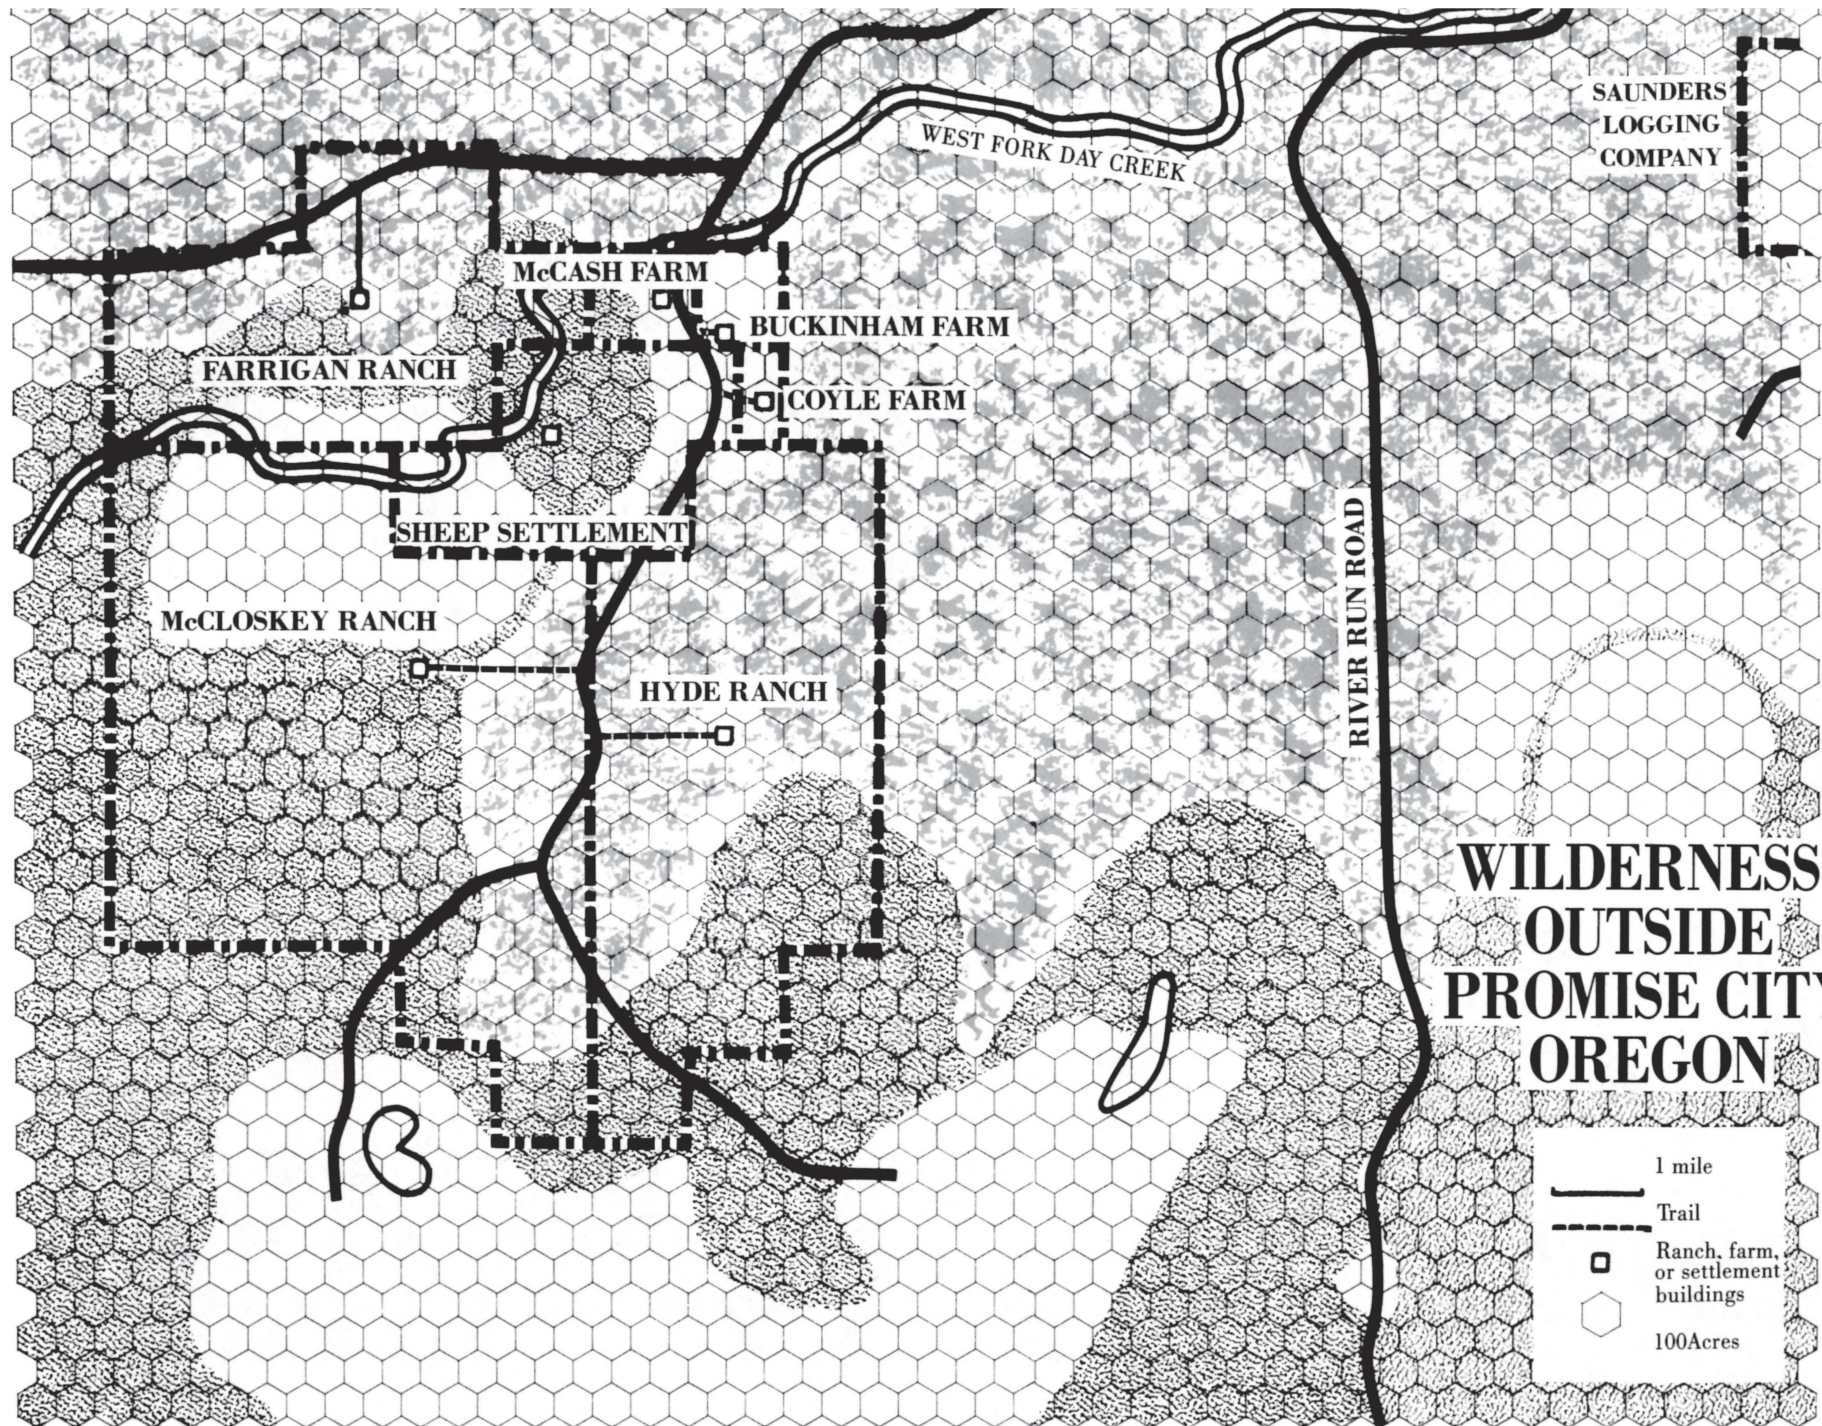 SAUNDERS
LOGGING
COMPANY
WEST FORK DAY CREEK
McCASH FARM
BUCKINHAM FARM
FARRIGAN RANCH
COYLE FARM
SHEEP SETTLEMENT
RIVER RUN ROAD
McCLOSKEY RANCH
HYDE RANCH
WILDERNESS
OUTSIDE
PROMISE CITY
OREGON
1 mile
Trail
Ranch, farm,
or settlement
buildings
100Acres